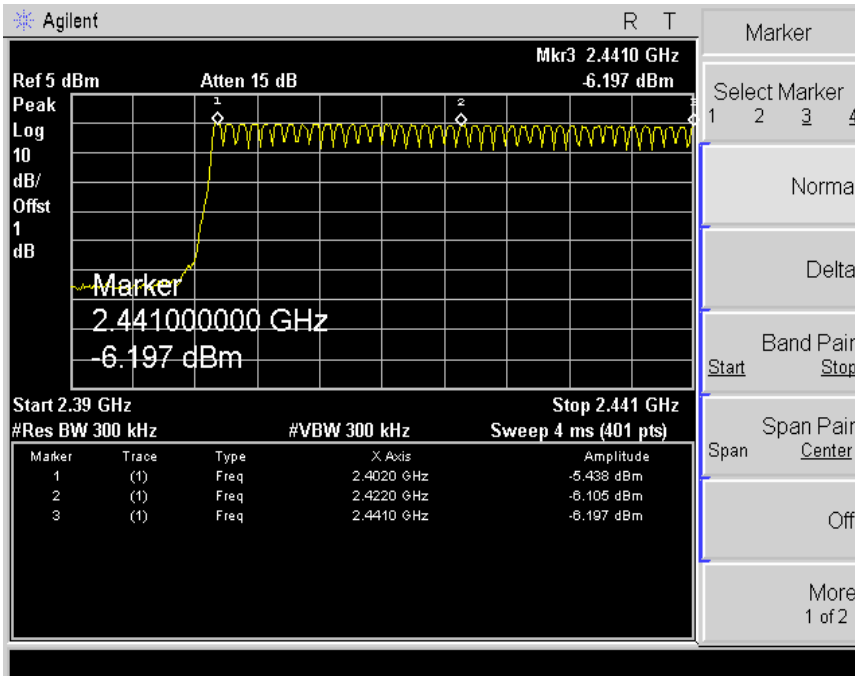 Agilent R T
Mkr3 2.4410 GHz
Ref 5 dBm Atten 15 dB -6.197 dBm
Peak
Log
10
dB/
Offst
1
dB
1 2 3
Marker
2.441000000 GHz
-6.197 dBm
Start 2.39 GHz Stop 2.441 GHz
#Res BW 300 kHz #VBW 300 kHz Sweep 4 ms (401 pts)
Marker Trace Type X Axis Amplitude
1 (1) Freq 2.4020 GHz -5.438 dBm
2 (1) Freq 2.4220 GHz -6.105 dBm
3 (1) Freq 2.4410 GHz -6.197 dBm
Marker
Select Marker
1 2 3 4
Norma
Delta
Band Pair
Start Stop
Span Pair
Span Center
Off
More
1 of 2